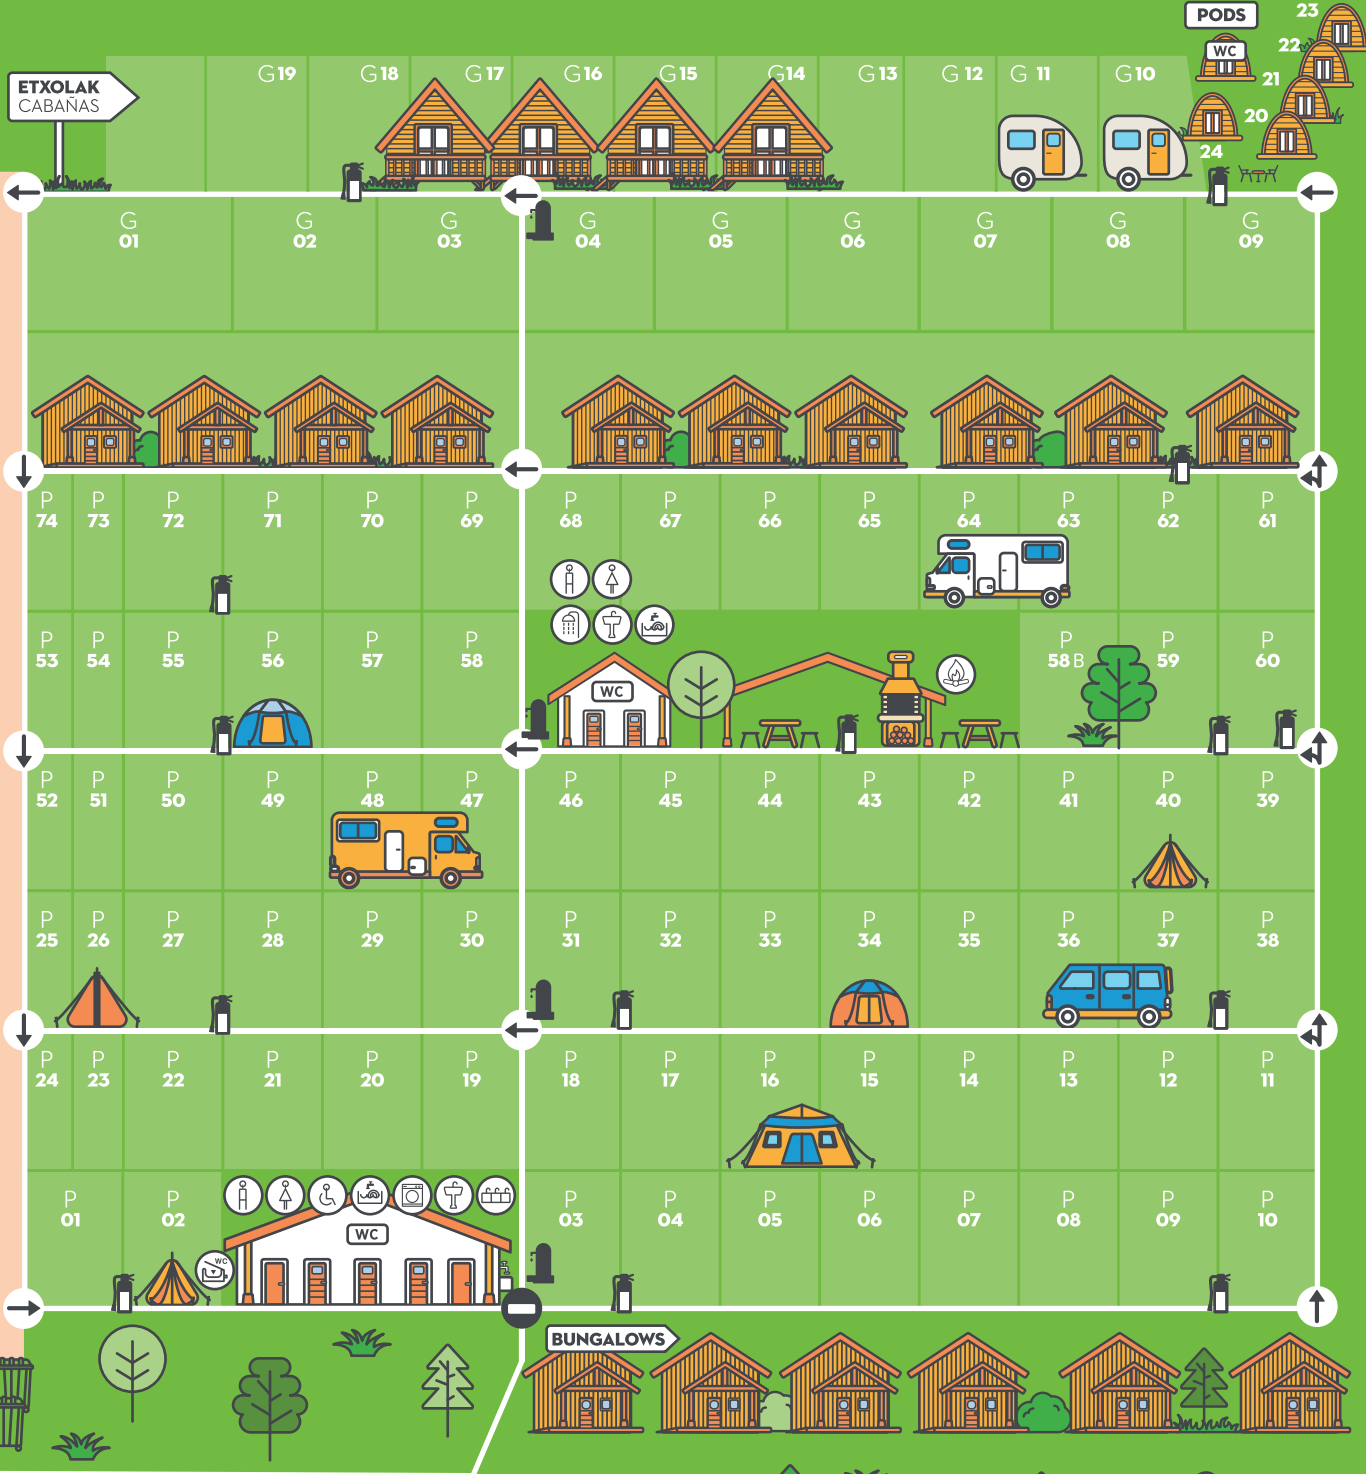 PODS
23
WC
22
21
20
24
ETXOLAK
CABAÑAS
G19
G18
G17
G16
G15
G14
G13
G 12
G 11
G10
G G G G G G G G G
01 02 03 04 05 06 07 08 09
P P P P P P P P P P P P P P
74 73 72 71 70 69 68 67 66 65 64 63 62 61
P P P P P P P P P
53 54 55 56 57 58 58B 59 60
WC
P P P P P P P P P P P P P P
52 51 50 49 48 47 46 45 44 43 42 41 40 39
P P P P P P P P P P P P P P
25 26 27 28 29 30 31 32 33 34 35 36 37 38
P P P P P P P P P P P P P P
24 23 22 21 20 19 18 17 16 15 14 13 12 11
P P P P P P P P P P
01 02 03 04 05 06 07 08 09 10
WC
WC
BUNGALOWS